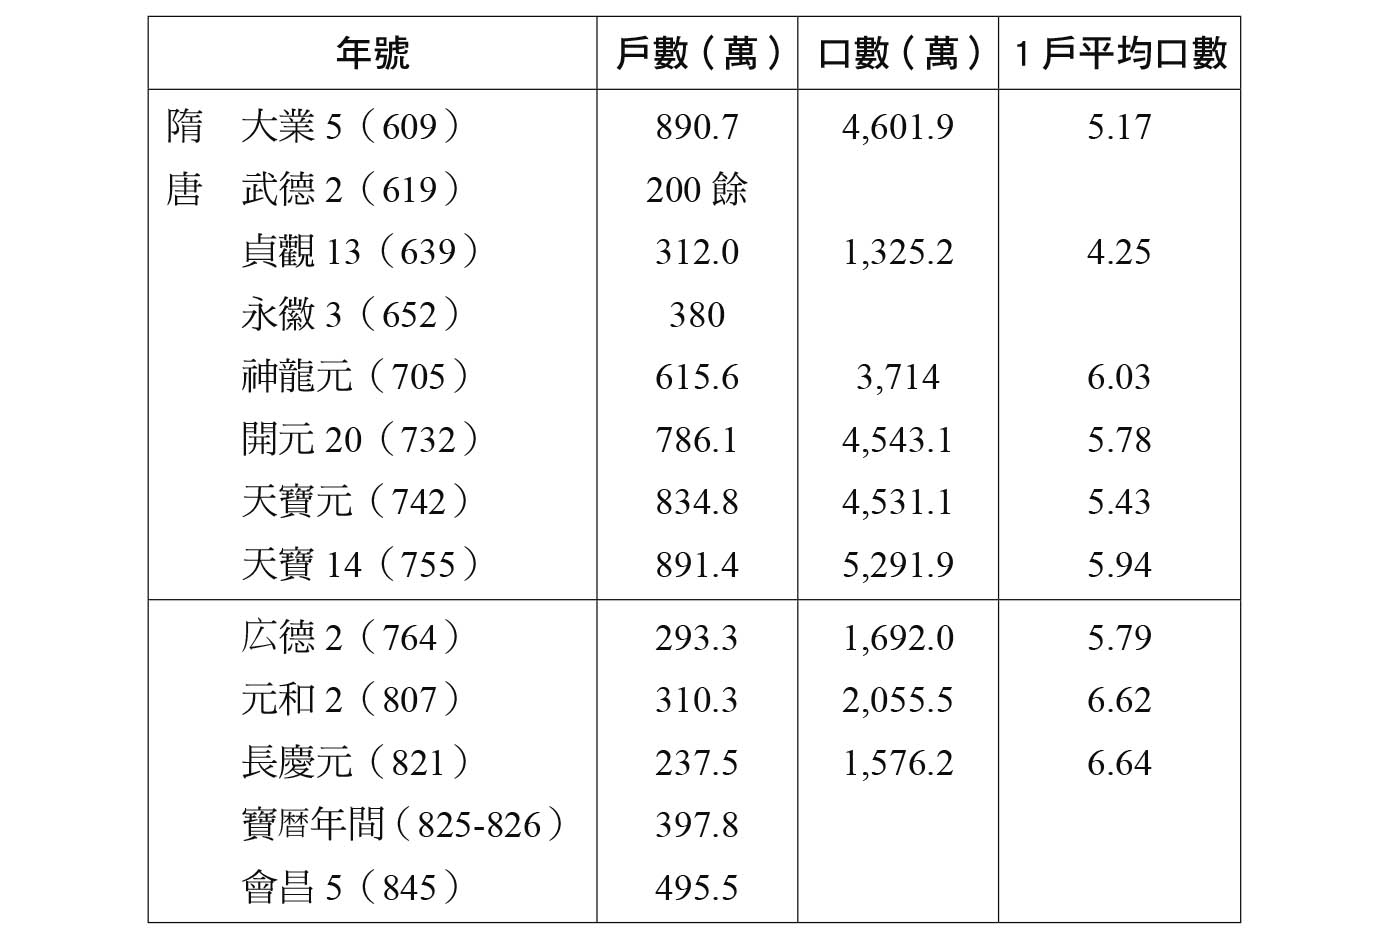 年號 戶數（萬） 口數（萬） 1 戶平均口數
隋 大業 5（609） 890.7 4,601.9 5.17
唐 武德 2（619） 200 餘
貞觀 13（639） 312.0 1,325.2 4.25
永徽 3（652） 380
神龍元（705） 615.6 3,714 6.03
開元 20（732） 786.1 4,543.1 5.78
天寶元（742） 834.8 4,531.1 5.43
天寶 14（755） 891.4 5,291.9 5.94
広德 2（764） 293.3 1,692.0 5.79
元和 2（807） 310.3 2,055.5 6.62
長慶元（821） 237.5 1,576.2 6.64
寶暦年間（825-826） 397.8
會昌 5（845） 495.5